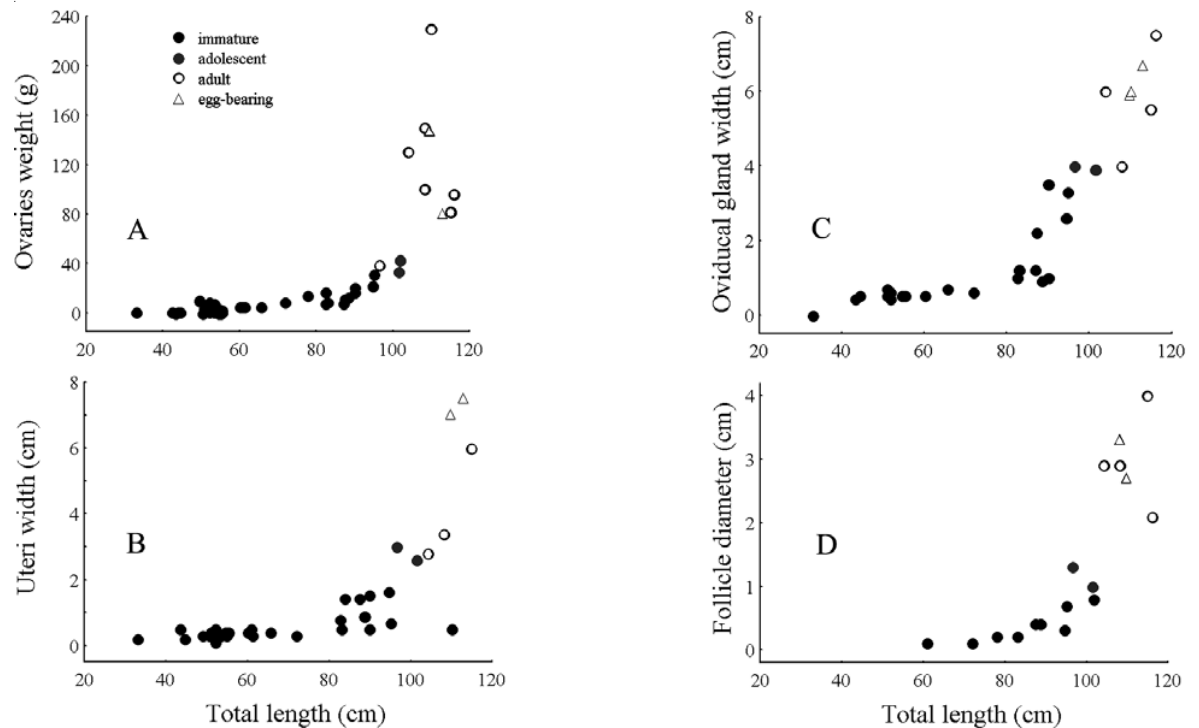 Ovaries weight (g)
240
200
160
120
80
40
0
immature
adolescent
adult
egg-bearing
A
20 40 60 80 100 120
Oviducal gland width (cm)
8
6
4
2
0
C
20 40 60 80 100 120
Uteri width (cm)
8
6
4
2
0
B
20 40 60 80 100 120
Total length (cm)
Follicle diameter (cm)
4
3
2
1
0
D
20 40 60 80 100 120
Total length (cm)